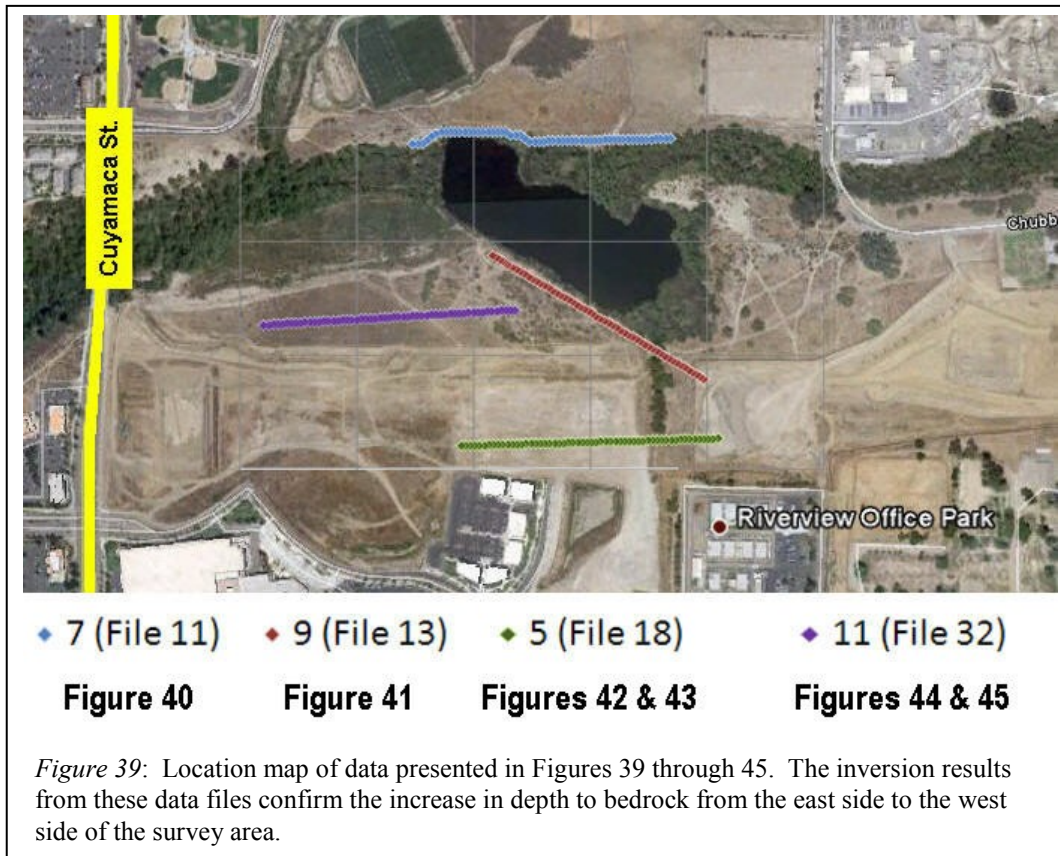 Cuyamaca St.
Chubb
Riverview Office Park
7 (File 11) 9 (File 13) 5 (File 18) 11 (File 32)
Figure 40 Figure 41 Figures 42 & 43 Figures 44 & 45
Figure 39: Location map of data presented in Figures 39 through 45. The inversion results
from these data files confirm the increase in depth to bedrock from the east side to the west
side of the survey area.